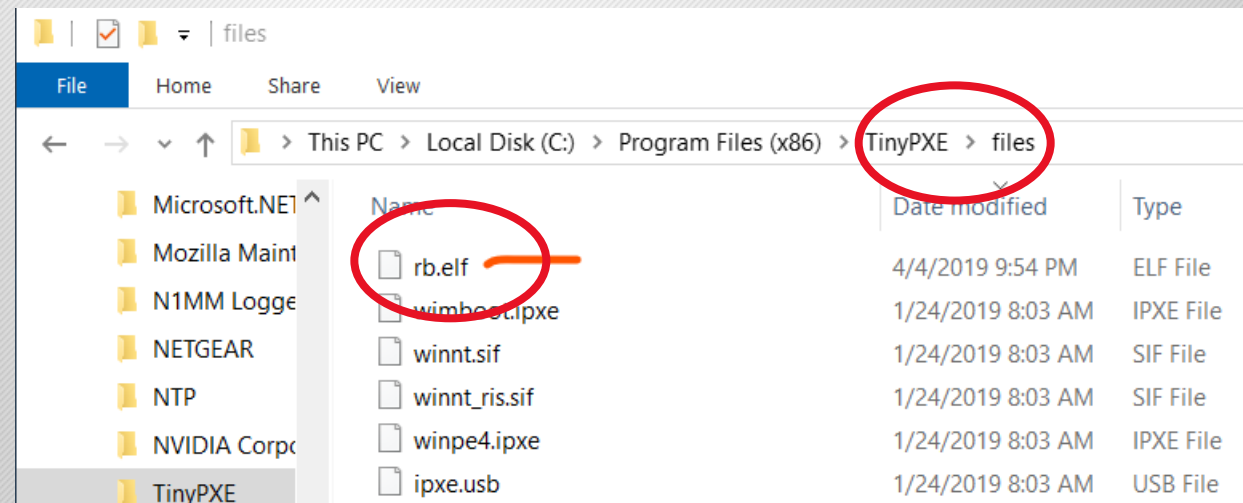 files
File Home Share View
This PC > Local Disk (C:) > Program Files (x86) > TinyPXE > files
Microsoft.NET
Mozilla Maint
N1MM Logge
NETGEAR
NTP
NVIDIA Corpo
TinyPXE
Name Date modified Type
rb.elf 4/4/2019 9:54 PM ELF File
wimboot.ipxe 1/24/2019 8:03 AM IPXE File
winnt.sif 1/24/2019 8:03 AM SIF File
winnt_ris.sif 1/24/2019 8:03 AM SIF File
winpe4.ipxe 1/24/2019 8:03 AM IPXE File
ipxe.usb 1/24/2019 8:03 AM USB File